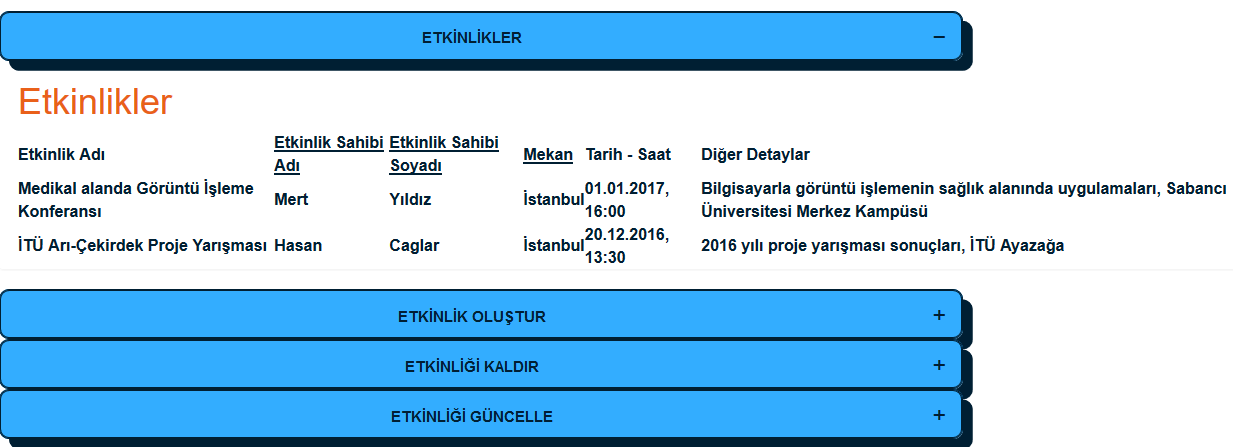 ETKİNLİKLER −
Etkinlikler
Etkinlik Adı Etkinlik Sahibi Adı Etkinlik Sahibi Soyadı Mekan Tarih - Saat Diğer Detaylar
Medikal alanda Görüntü İşleme Konferansı Mert Yıldız İstanbul 01.01.2017, 16:00 Bilgisayarla görüntü işlemenin sağlık alanında uygulamaları, Sabancı Üniversitesi Merkez Kampüsü
İTÜ Arı-Çekirdek Proje Yarışması Hasan Caglar İstanbul 20.12.2016, 13:30 2016 yılı proje yarışması sonuçları, İTÜ Ayazağa
ETKİNLİK OLUŞTUR +
ETKİNLİĞİ KALDIR +
ETKİNLİĞİ GÜNCELLE +